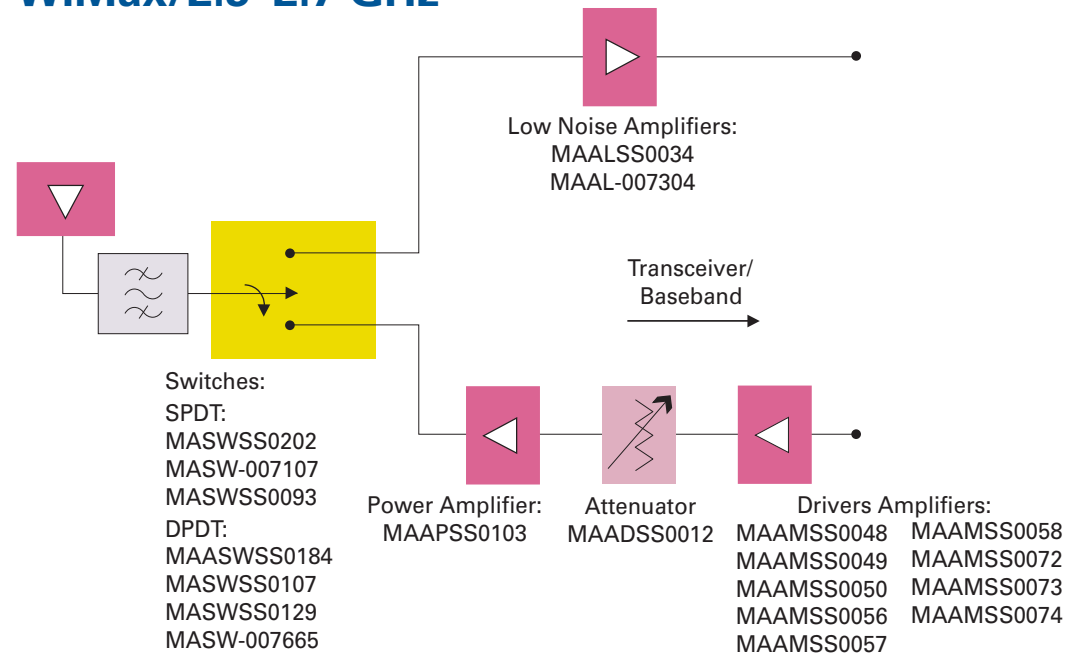 Low Noise Amplifiers:
MAALSS0034
MAAL-007304
Transceiver/
Baseband
Switches:
SPDT:
MASWSS0202
MASW-007107
MASWSS0093
DPDT:
MAASWSS0184
MASWSS0107
MASWSS0129
MASW-007665
Power Amplifier:
MAAPSS0103
Attenuator
MAADSS0012
Drivers Amplifiers:
MAAMSS0048
MAAMSS0049
MAAMSS0050
MAAMSS0056
MAAMSS0057
MAAMSS0058
MAAMSS0072
MAAMSS0073
MAAMSS0074